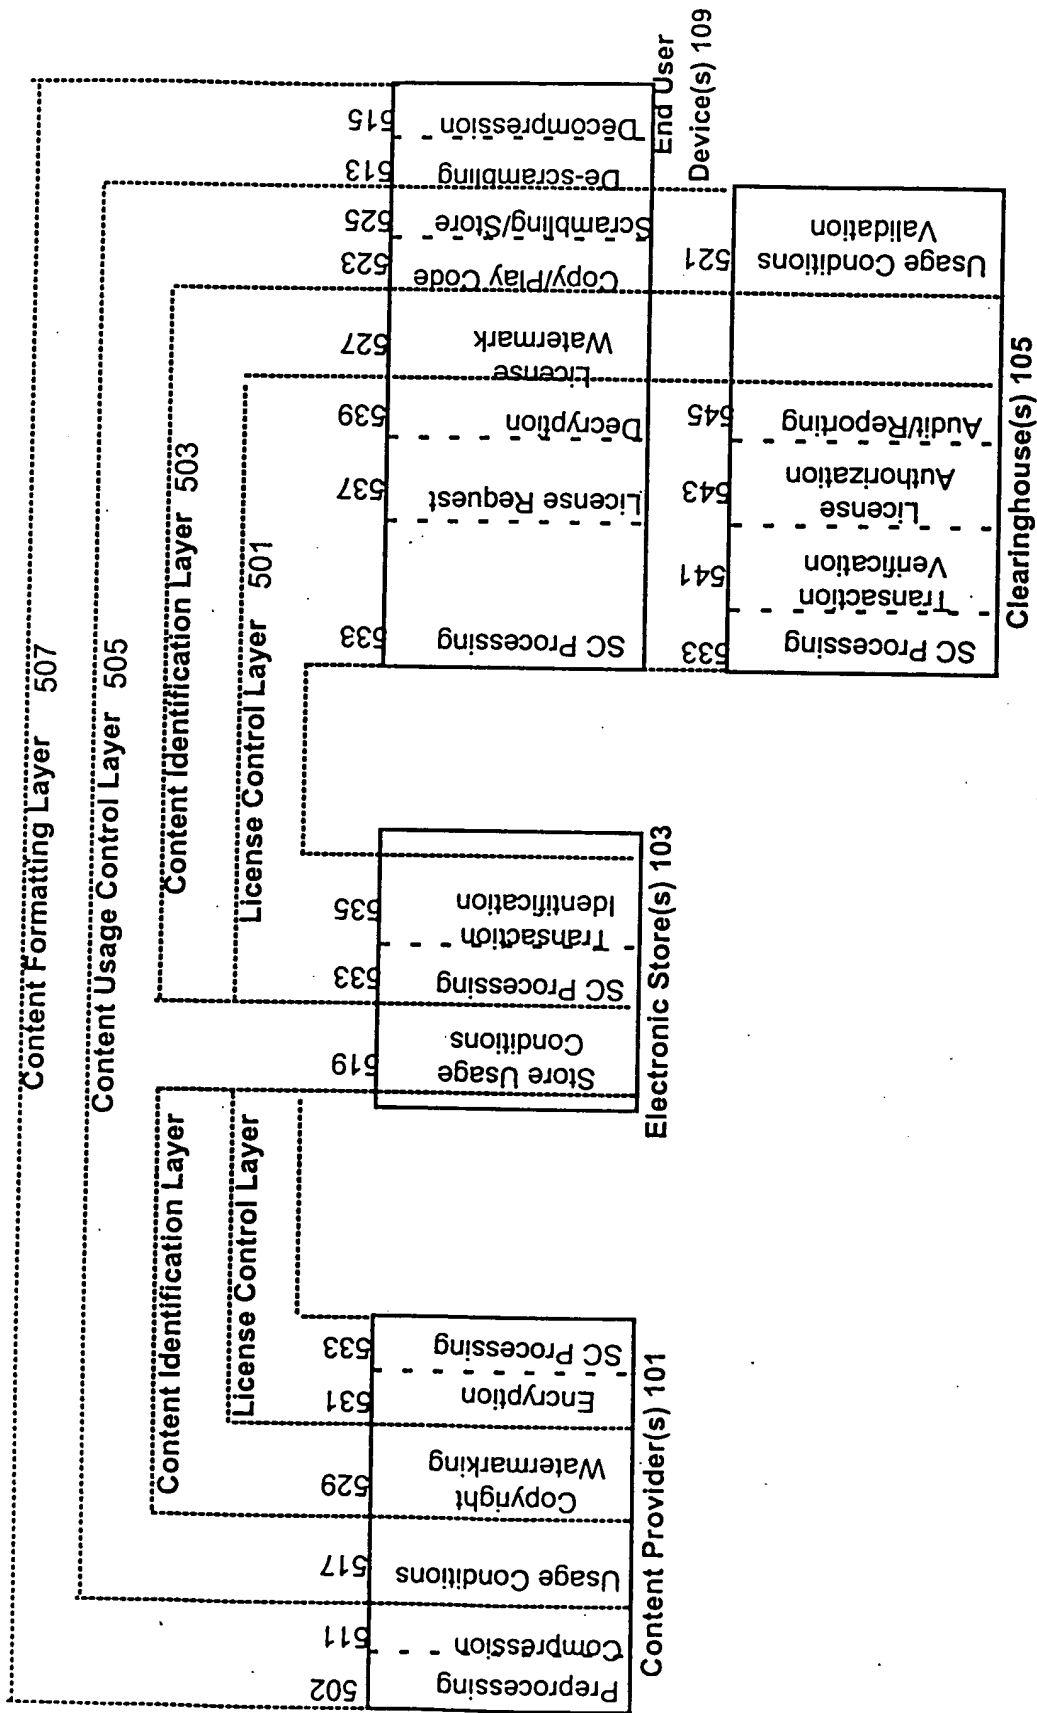 Content Formatting Layer 507
Content Usage Control Layer 505
Content Identification Layer 503
License Control Layer 501
Content Identification Layer
License Control Layer
Preprocessing 502
Compression 511
Usage Conditions 517
Copyright
Watermarking 529
Encryption 531
SC Processing 533
Content Provider(s) 101
Store Usage
Conditions 519
SC Processing 533
Transaction
Identification 535
Electronic Store(s) 103
Decompression 515
De-scrambling 513
Scrambling/Store 525
Copy/Play Code 523
License
Watermark 527
Decryption 539
License Request 537
SC Processing 533
End User
Device(s) 109
Usage Conditions
Validation 521
Audit/Reporting 545
License
Authorization 543
Transaction
Verification 541
SC Processing 533
Clearinghouse(s) 105